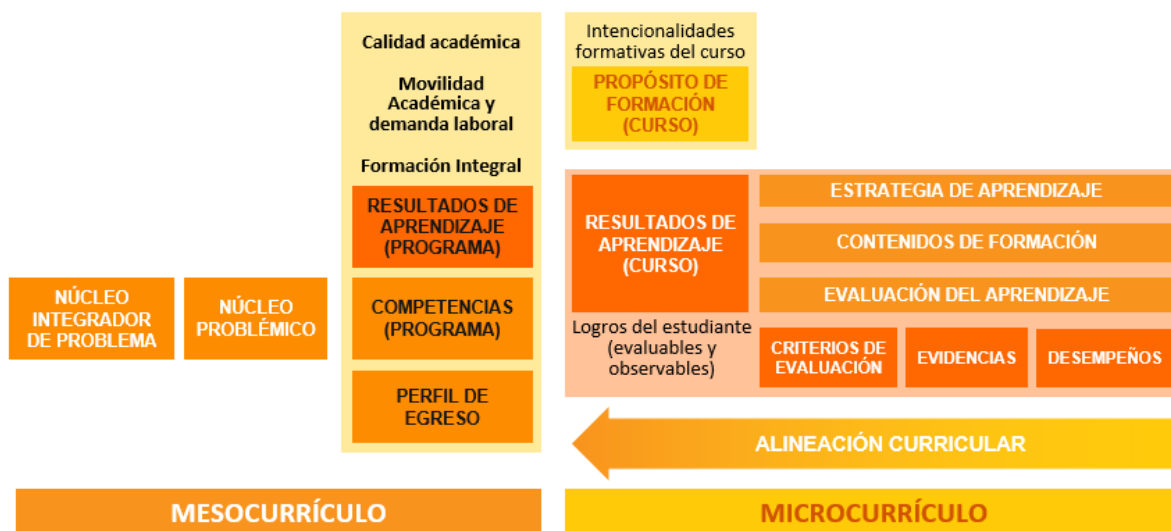 Calidad académica
Movilidad
Académica y
demanda laboral
Formación Integral
RESULTADOS DE
APRENDIZAJE
(PROGRAMA)
NÚCLEO
INTEGRADOR
DE PROBLEMA
NÚCLEO
PROBLÉMICO
COMPETENCIAS
(PROGRAMA)
PERFIL DE
EGRESO
MESOCURRÍCULO
Intencionalidades
formativas del curso
PROPÓSITO DE
FORMACIÓN
(CURSO)
RESULTADOS DE
APRENDIZAJE
(CURSO)
Logros del estudiante
(evaluables y
observables)
ESTRATEGIA DE APRENDIZAJE
CONTENIDOS DE FORMACIÓN
EVALUACIÓN DEL APRENDIZAJE
CRITERIOS DE
EVALUACIÓN
EVIDENCIAS
DESEMPEÑOS
ALINEACIÓN CURRICULAR
MICROCURRÍCULO